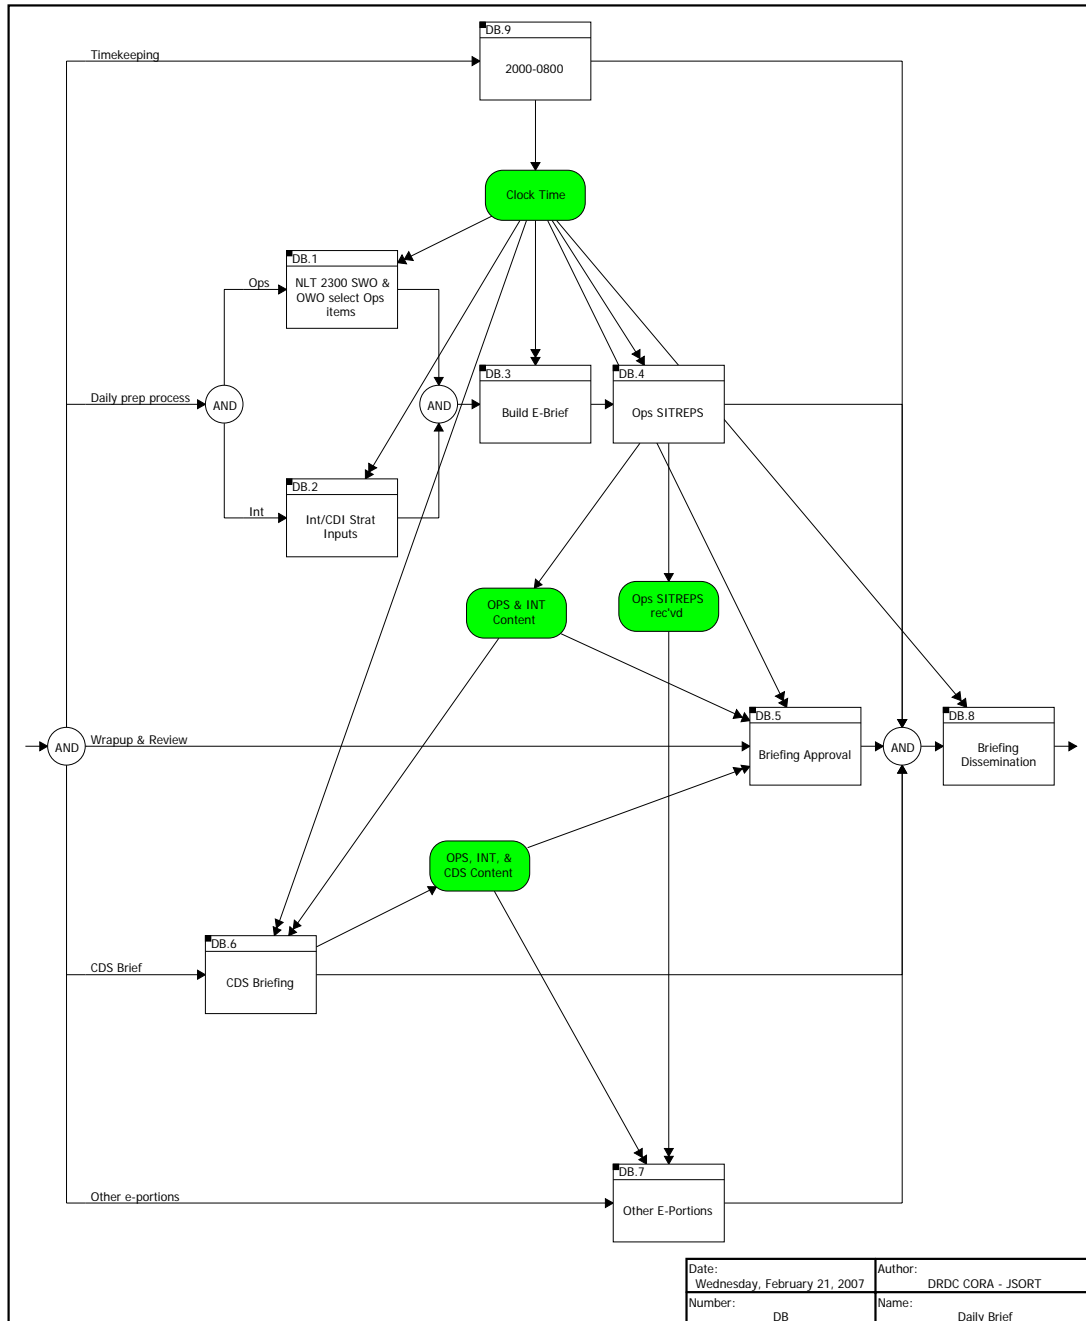 DB.9
Timekeeping
2000-0800
Clock Time
DB.1
Ops
NLT 2300 SWO &
OWO select Ops
items
DB.3
DB.4
Daily prep process
AND
AND
Build E-Brief
Ops SITREPS
DB.2
Int
Int/CDI Strat
Inputs
OPS & INT
Content
Ops SITREPS
rec'vd
DB.5
DB.8
AND
Wrapup & Review
Briefing Approval
AND
Briefing
Dissemination
OPS, INT, &
CDS Content
DB.6
CDS Brief
CDS Briefing
DB.7
Other e-portions
Other E-Portions
Date:
Wednesday, February 21, 2007
Author:
DRDC CORA - JSORT
Number:
DB
Name:
Daily Brief